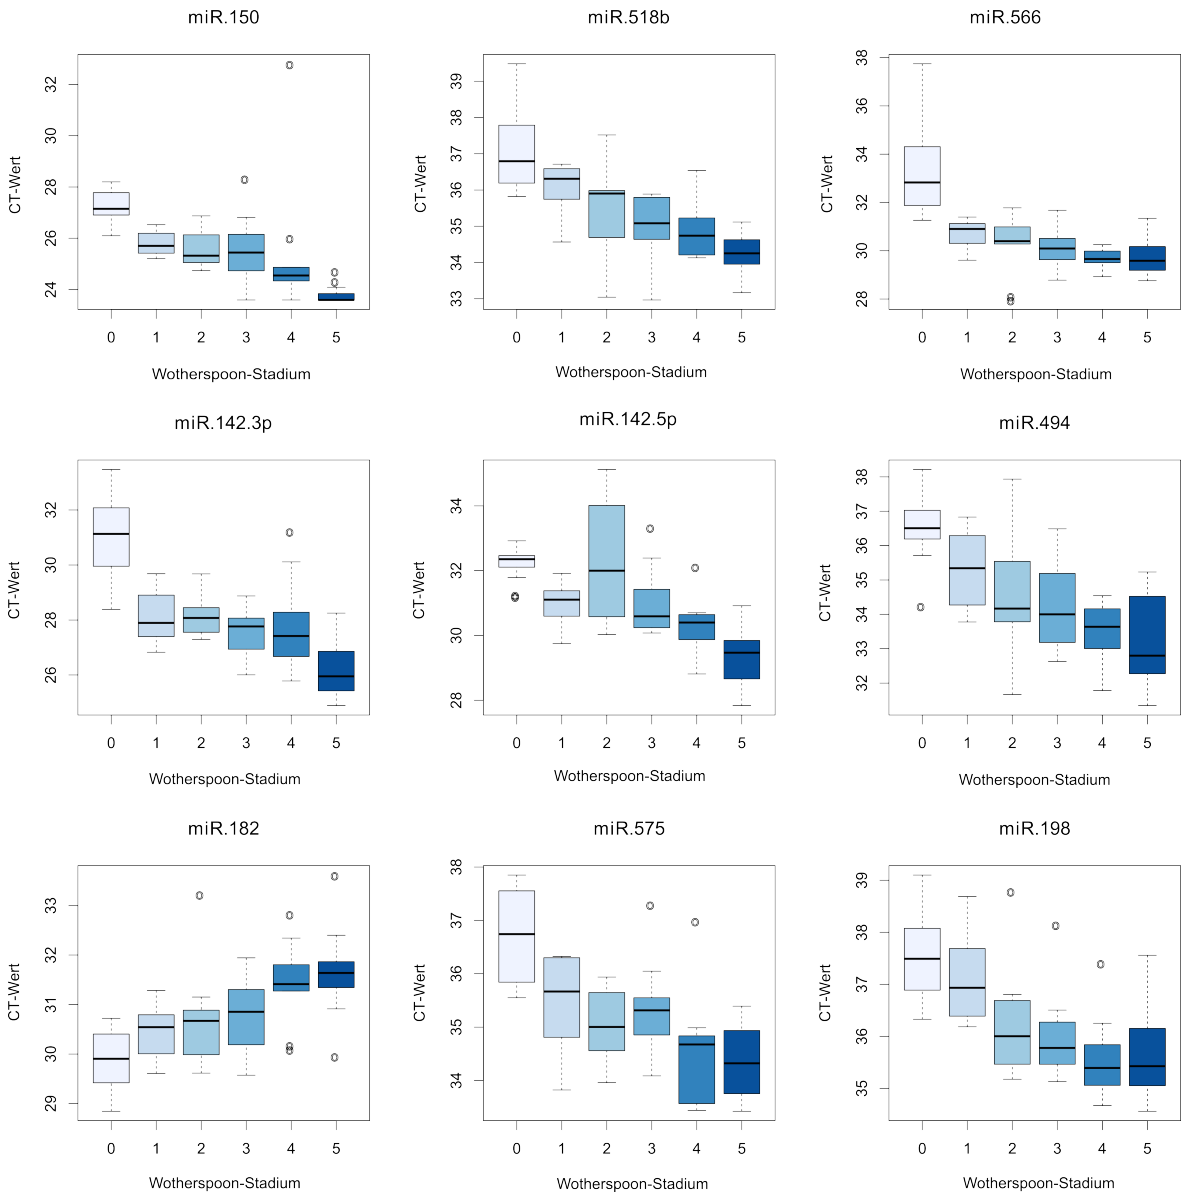 miR.150
miR.518b
miR.566
CT-Wert
32
30
28
26
24
0 1 2 3 4 5
Wotherspoon-Stadium
CT-Wert
39
38
37
36
35
34
33
0 1 2 3 4 5
Wotherspoon-Stadium
CT-Wert
38
36
34
32
30
28
0 1 2 3 4 5
Wotherspoon-Stadium
miR.142.3p
miR.142.5p
miR.494
CT-Wert
32
30
28
26
0 1 2 3 4 5
Wotherspoon-Stadium
CT-Wert
34
32
30
28
0 1 2 3 4 5
Wotherspoon-Stadium
CT-Wert
38
37
36
35
34
33
32
0 1 2 3 4 5
Wotherspoon-Stadium
miR.182
miR.575
miR.198
CT-Wert
33
32
31
30
29
0 1 2 3 4 5
Wotherspoon-Stadium
CT-Wert
38
37
36
35
34
0 1 2 3 4 5
Wotherspoon-Stadium
CT-Wert
39
38
37
36
35
0 1 2 3 4 5
Wotherspoon-Stadium